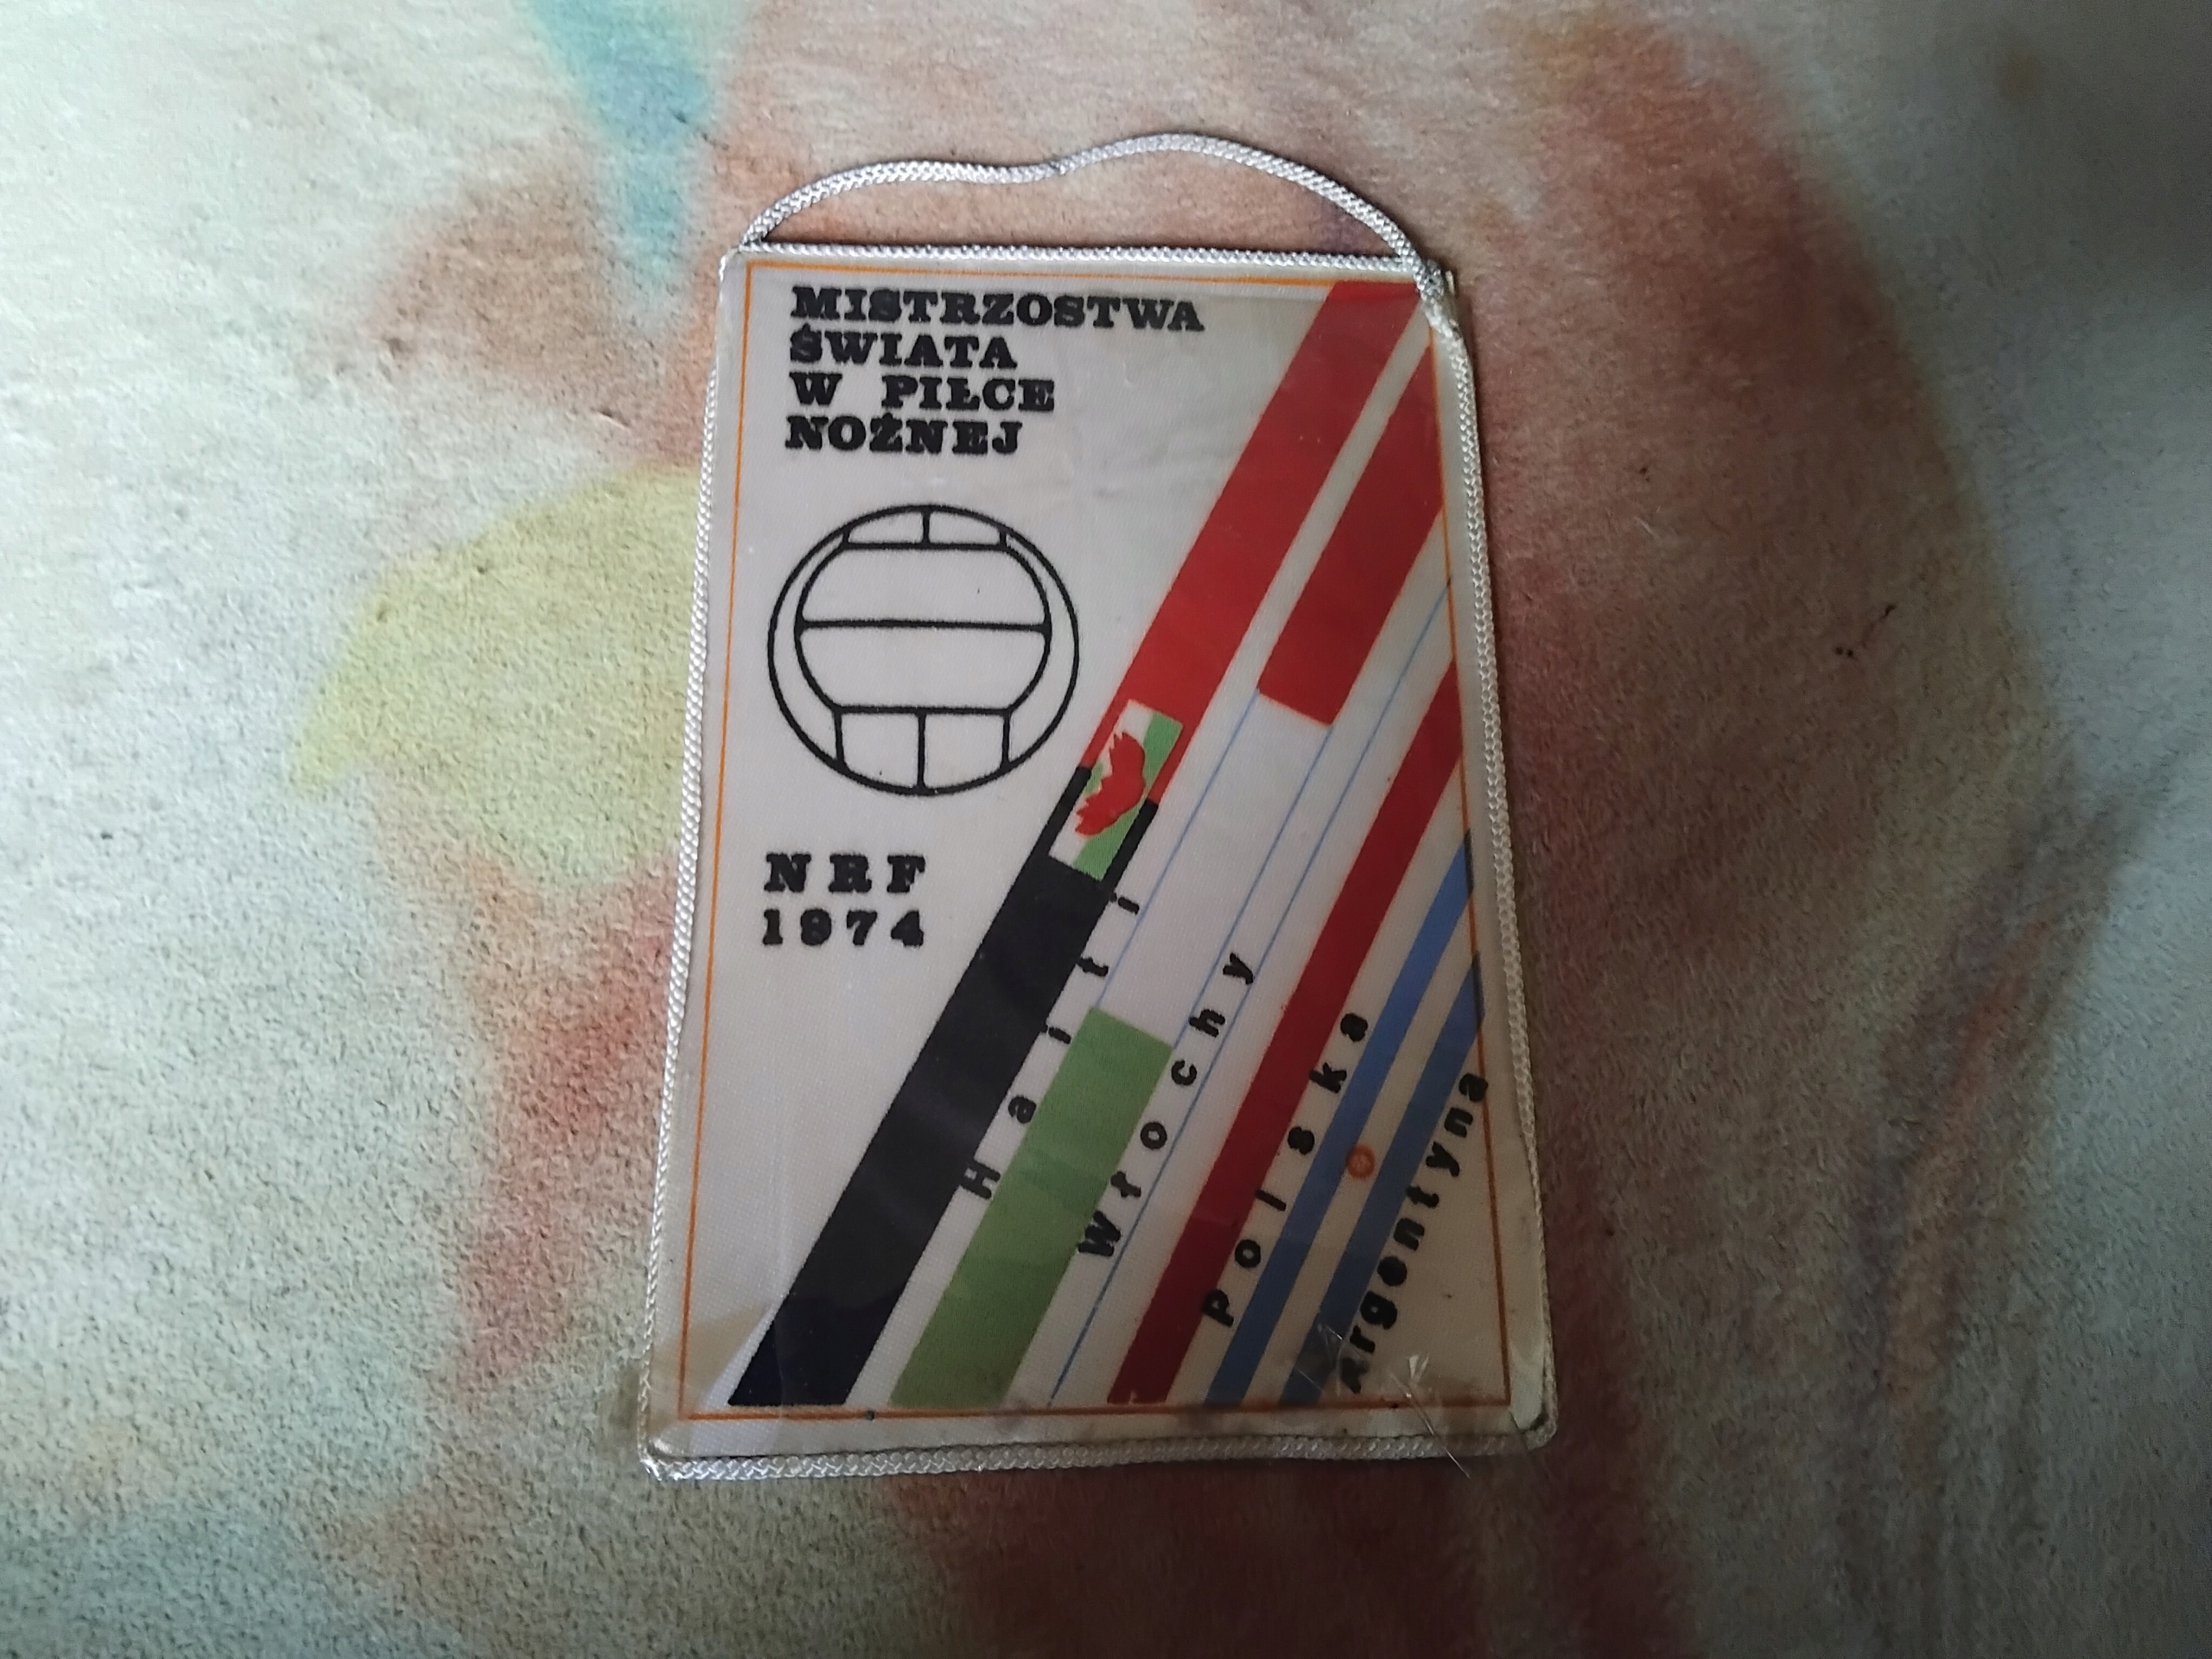 MISTRZOSTWA
ŚWIATA
W PIŁCE
NOŻNEJ
NRF
1974
Haiti
Włochy
Polska
Argentyna